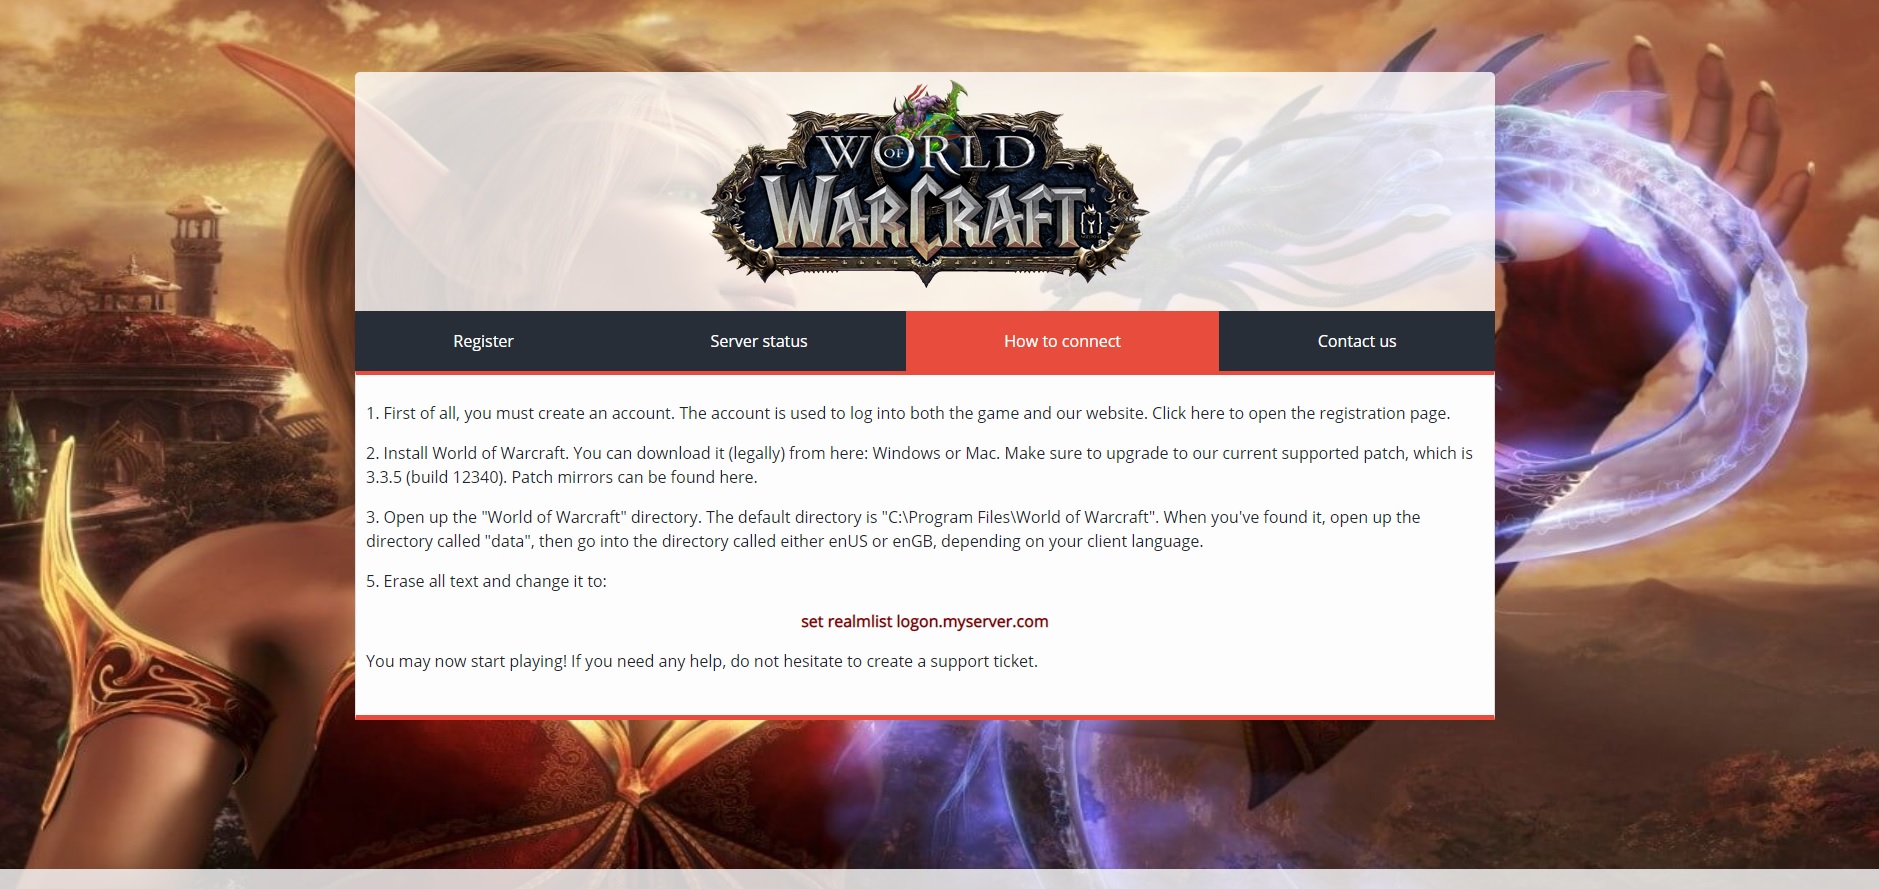 WORLD
OF
WARCRAFT
Register
Server status
How to connect
Contact us
1. First of all, you must create an account. The account is used to log into both the game and our website. Click here to open the registration page.
2. Install World of Warcraft. You can download it (legally) from here: Windows or Mac. Make sure to upgrade to our current supported patch, which is
3.3.5 (build 12340). Patch mirrors can be found here.
3. Open up the "World of Warcraft" directory. The default directory is "C:\Program Files\World of Warcraft". When you've found it, open up the
directory called "data", then go into the directory called either enUS or enGB, depending on your client language.
5. Erase all text and change it to:
set realmlist logon.myserver.com
You may now start playing! If you need any help, do not hesitate to create a support ticket.